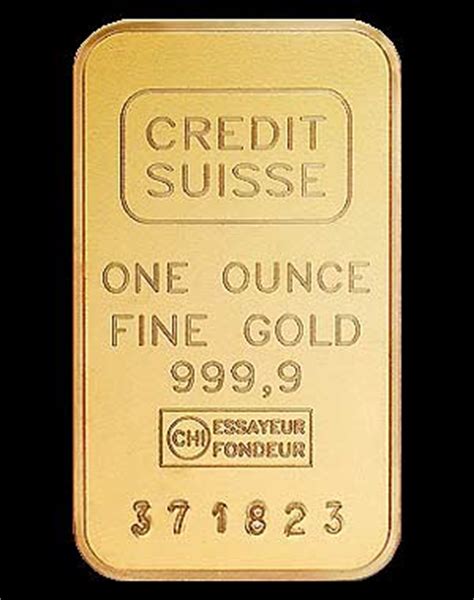 CREDIT
SUISSE
ONE OUNCE
FINE GOLD
999,9
CHI ESSAYEUR
FONDEUR
371823